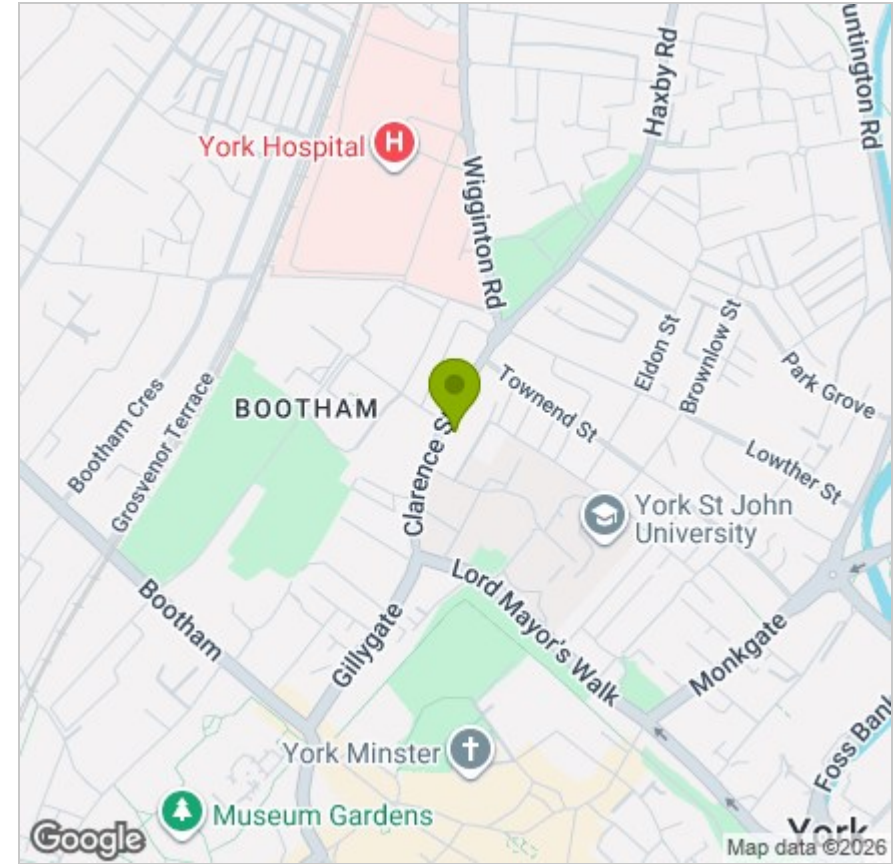 Haxby Rd
untington Rd
York Hospital
H
Wigginton Rd
Eldon St
Brownlow St
Park Grove
Townend St
Lowther St
BOOTHAM
Bootham Cres
Grosvenor Terrace
Clarence St
York St John
University
Lord Mayor's Walk
Bootham
Gillygate
Monkgate
York Minster
Foss Bank
Museum Gardens
York
Google
Map data ©2026